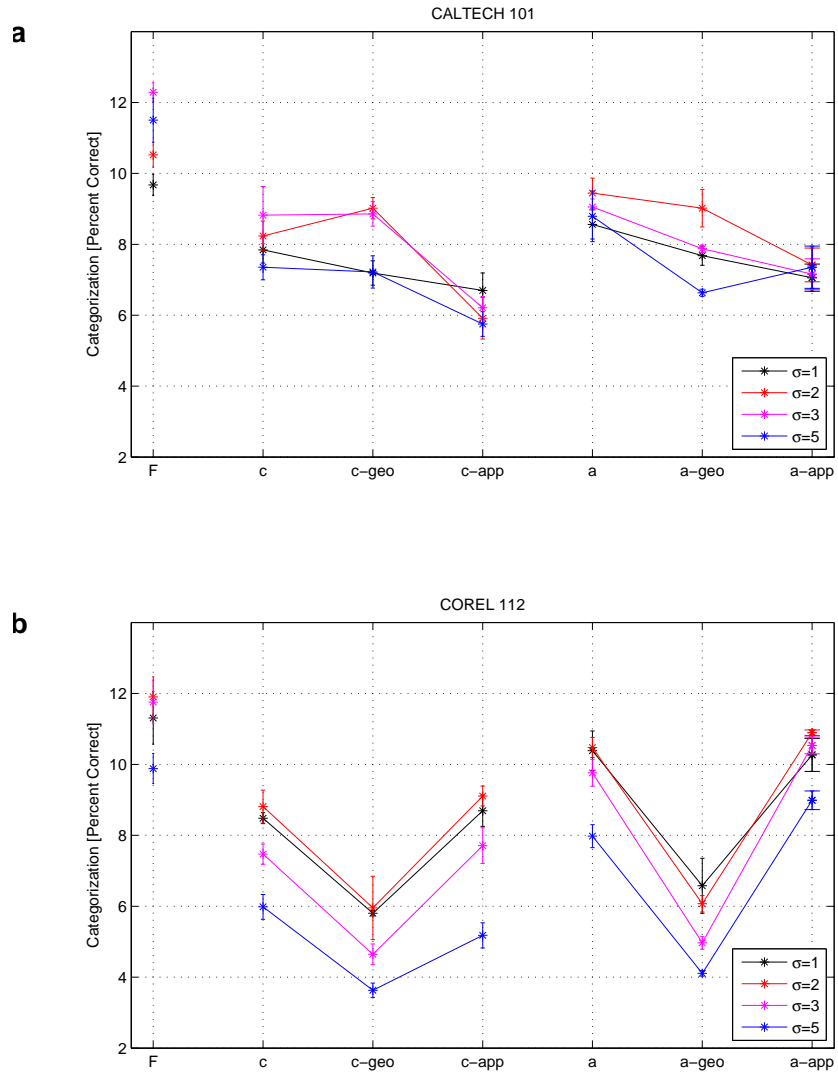 a
CALTECH 101
Categorization [Percent Correct]
12
10
8
6
4
2
F c c-geo c-app a a-geo a-app
σ=1
σ=2
σ=3
σ=5
b
COREL 112
Categorization [Percent Correct]
12
10
8
6
4
2
F c c-geo c-app a a-geo a-app
σ=1
σ=2
σ=3
σ=5